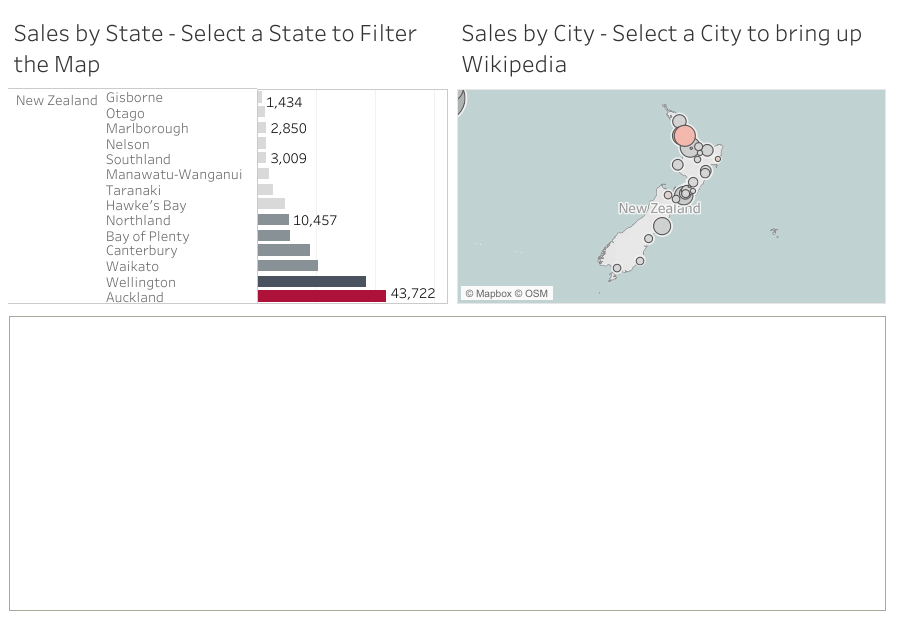 Sales by State - Select a State to Filter
the Map
New Zealand
Gisborne
1,434
Otago
Marlborough
2,850
Nelson
Southland
3,009
Manawatu-Wanganui
Taranaki
Hawke's Bay
Northland
10,457
Bay of Plenty
Canterbury
Waikato
Wellington
Auckland
43,722
Sales by City - Select a City to bring up
Wikipedia
New Zealand
© Mapbox © OSM